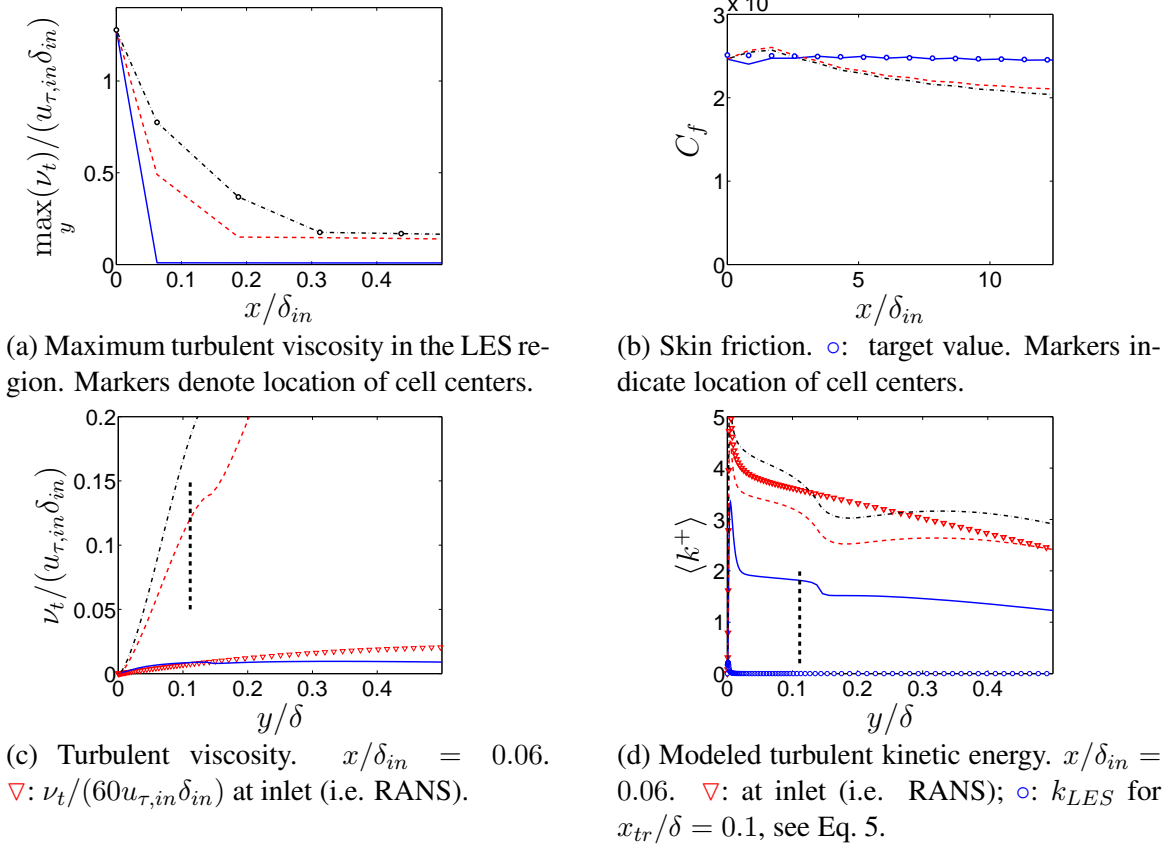 1
0.5
0
max_y(ν_t)/(u_{τ,in}δ_{in})
0 0.1 0.2 0.3 0.4
x/δ_{in}
(a) Maximum turbulent viscosity in the LES re-
gion. Markers denote location of cell centers.
3 x 10
2
1
0
C_f
0 5 10
x/δ_{in}
(b) Skin friction. ○: target value. Markers in-
dicate location of cell centers.
0.2
0.15
0.1
0.05
0
ν_t/(u_{τ,in}δ_{in})
0 0.1 0.2 0.3 0.4
y/δ
(c) Turbulent viscosity. x/δ_{in} = 0.06.
▽: ν_t/(60u_{τ,in}δ_{in}) at inlet (i.e. RANS).
5
4
3
2
1
0
⟨k^+⟩
0 0.1 0.2 0.3 0.4
y/δ
(d) Modeled turbulent kinetic energy. x/δ_{in} =
0.06. ▽: at inlet (i.e. RANS); ○: k_{LES} for
x_{tr}/δ = 0.1, see Eq. 5.